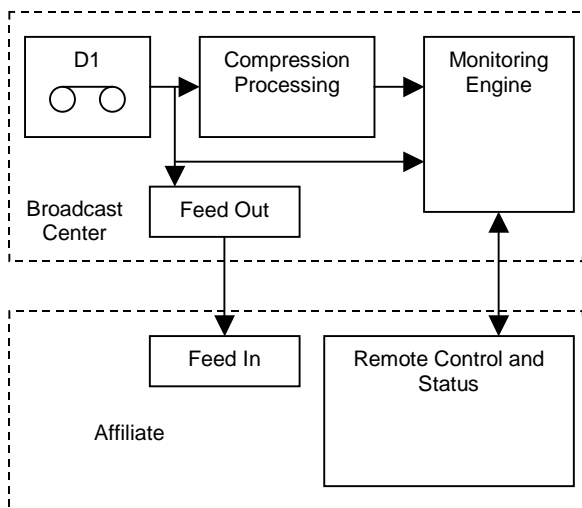 D1
Compression
Processing
Monitoring
Engine
Broadcast
Center
Feed Out
Feed In
Remote Control and
Status
Affiliate